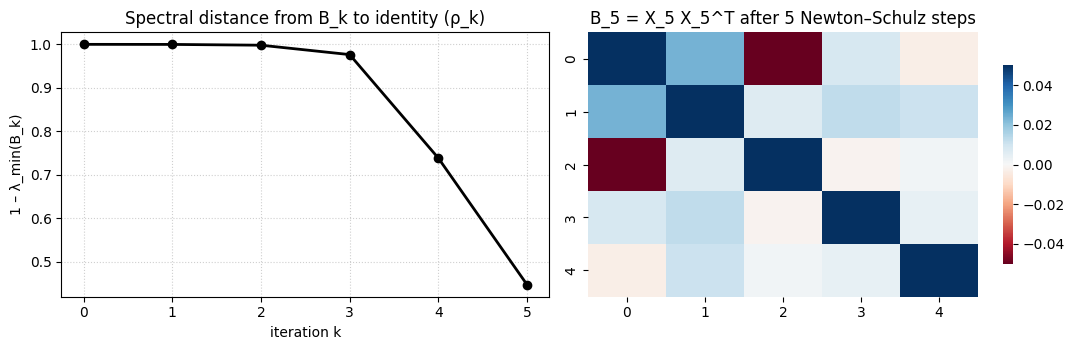 Spectral distance from B_k to identity (ρ_k)
1 – λ_min(B_k)
1.0
0.9
0.8
0.7
0.6
0.5
0 1 2 3 4 5
iteration k
B_5 = X_5 X_5^T after 5 Newton–Schulz steps
0
1
2
3
4
0 1 2 3 4
0.04
0.02
0.00
−0.02
−0.04